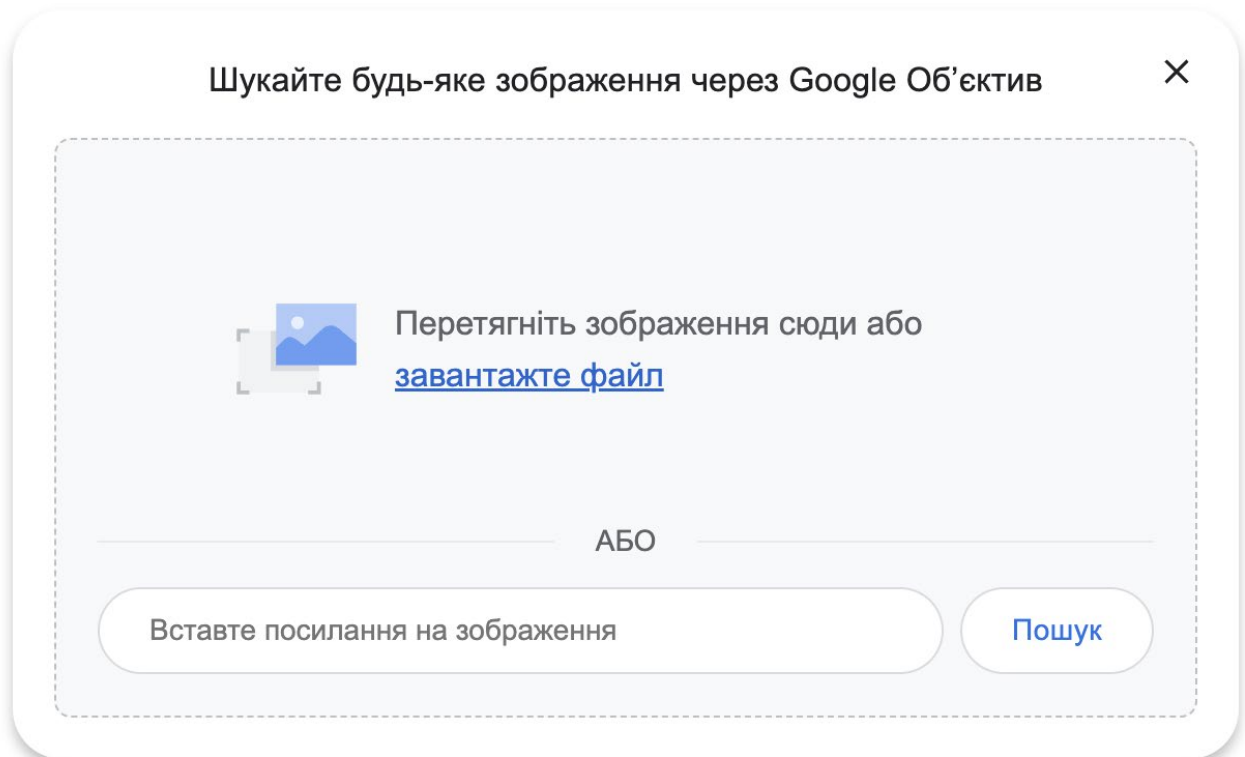 Шукайте будь-яке зображення через Google Об’єктив
Перетягніть зображення сюди або
завантажте файл
АБО
Вставте посилання на зображення
Пошук